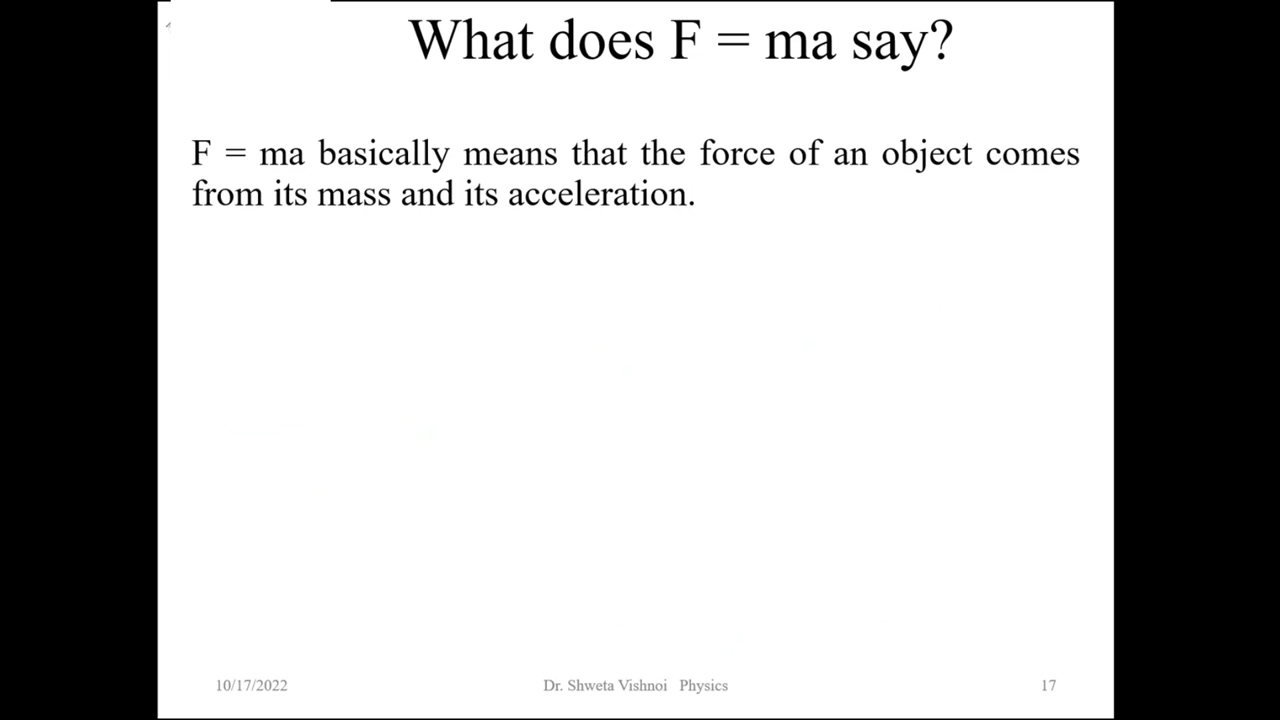 What does F = ma say?
F = ma basically means that the force of an object comes
from its mass and its acceleration.
10/17/2022
Dr. Shweta Vishnoi Physics
17